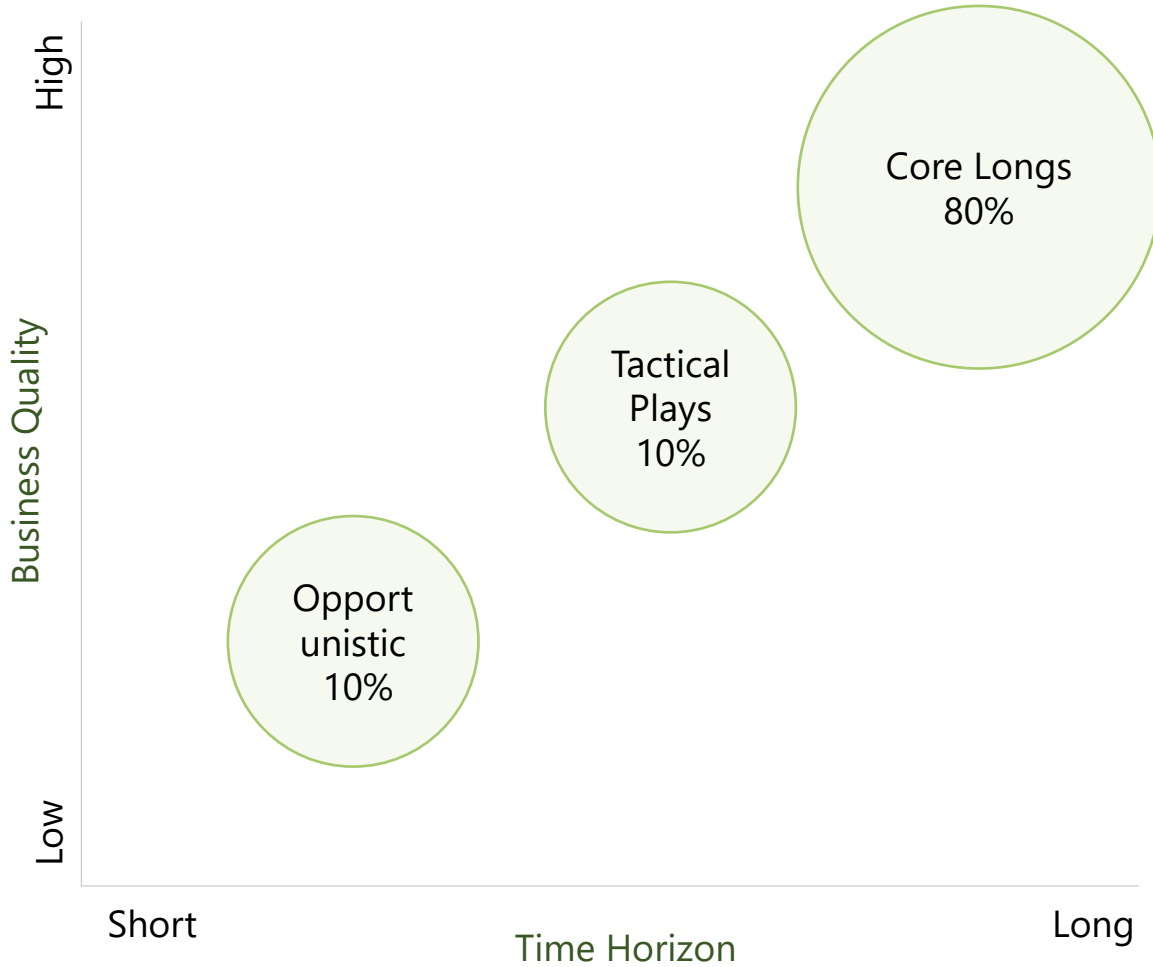 High
Core Longs
80%
Tactical
Plays
10%
Business Quality
Opport
unistic
10%
Low
Short
Long
Time Horizon